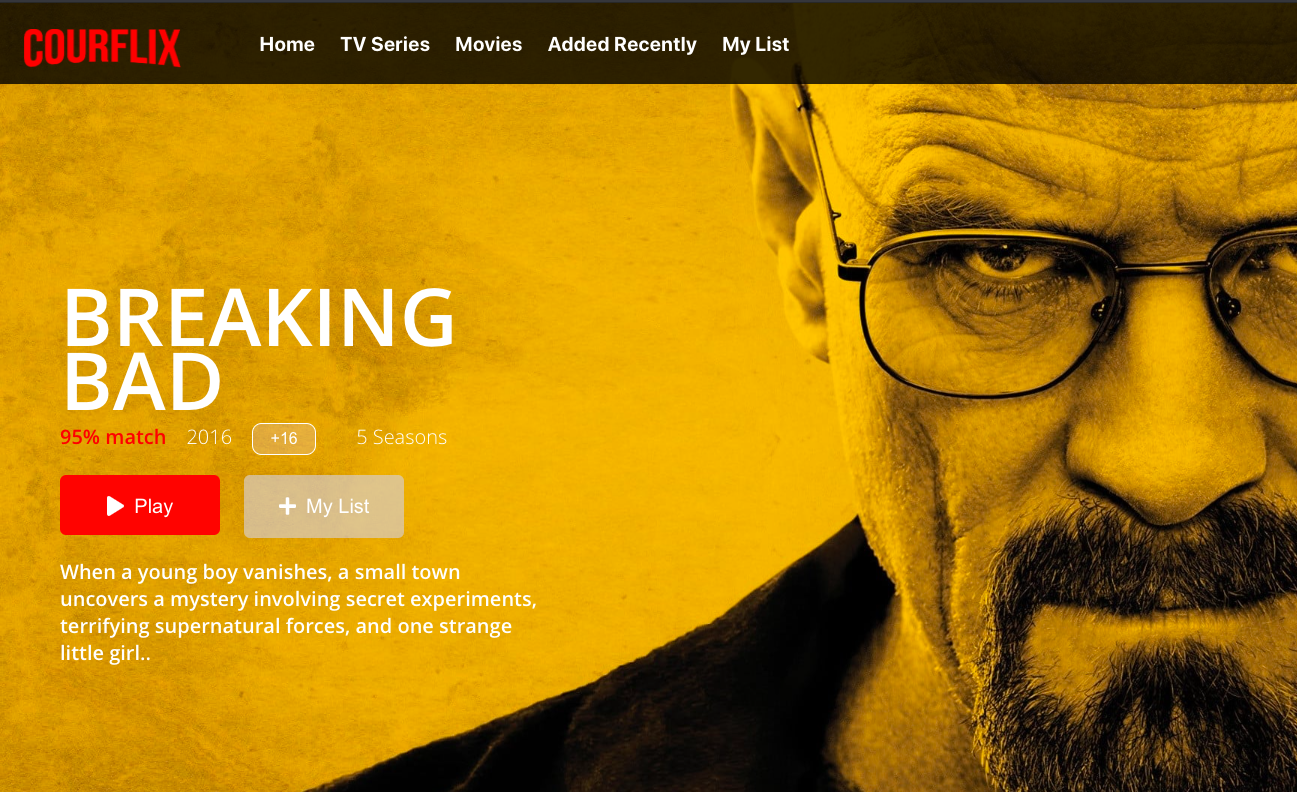 COURFLIX Home TV Series Movies Added Recently My List
BREAKING
BAD
95% match 2016 +16 5 Seasons
Play My List
When a young boy vanishes, a small town
uncovers a mystery involving secret experiments,
terrifying supernatural forces, and one strange
little girl..